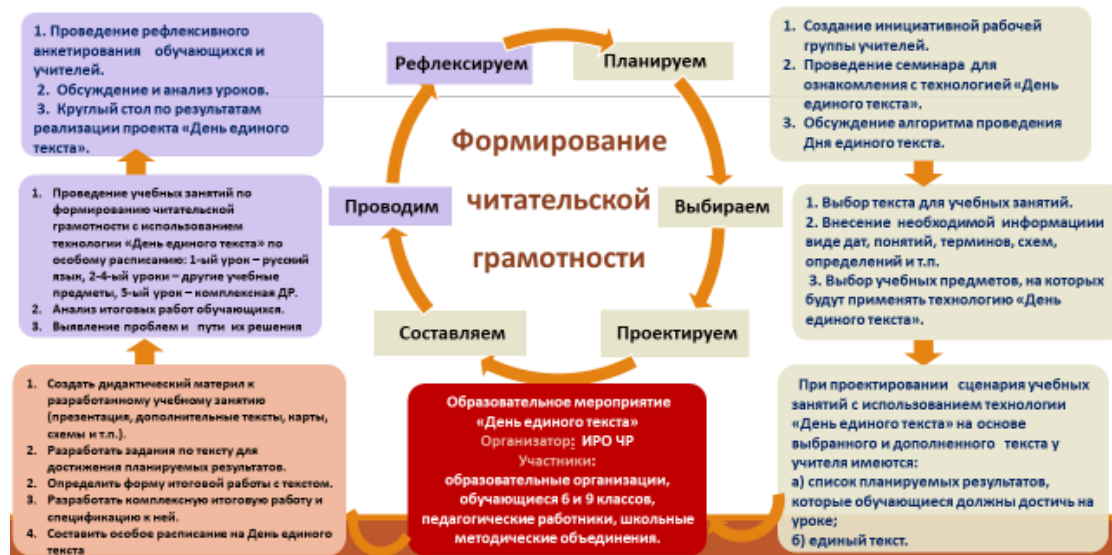 1. Проведение рефлексивного
анкетирования обучающихся и
учителей.
2. Обсуждение и анализ уроков.
3. Круглый стол по результатам
реализации проекта «День единого
текста».
1. Проведение учебных занятий по
формированию читательской
грамотности с использованием
технологии «День единого текста» по
особому расписанию: 1-ый урок – русский
язык, 2-4-ый уроки – другие учебные
предметы, 5-ый урок – комплексная ДР.
2. Анализ итоговых работ обучающихся.
3. Выявление проблем и пути их решения
1. Создать дидактический материл к
разработанному учебному занятию
(презентация, дополнительные тексты, карты,
схемы и т.п.).
2. Разработать задания по тексту для
достижения планируемых результатов.
2. Определить форму итоговой работы с текстом.
3. Разработать комплексную итоговую работу и
спецификацию к ней.
4. Составить особое расписание на День единого
текста
Рефлексируем
Планируем
Формирование
читательской
грамотности
Проводим
Выбираем
Составляем
Проектируем
Образовательное мероприятие
«День единого текста»
Организатор: ИРО ЧР
Участники:
образовательные организации,
обучающиеся 6 и 9 классов,
педагогические работники, школьные
методические объединения.
1. Создание инициативной рабочей
группы учителей.
2. Проведение семинара для
ознакомления с технологией «День
единого текста».
3. Обсуждение алгоритма проведения
Дня единого текста.
1. Выбор текста для учебных занятий.
2. Внесение необходимой информациии
виде дат, понятий, терминов, схем,
определений и т.п.
3. Выбор учебных предметов, на которых
будут применять технологию «День
единого текста».
При проектировании сценария учебных
занятий с использованием технологии
«День единого текста» на основе
выбранного и дополненного текста у
учителя имеются:
а) список планируемых результатов,
которые обучающиеся должны достичь на
уроке;
б) единый текст.